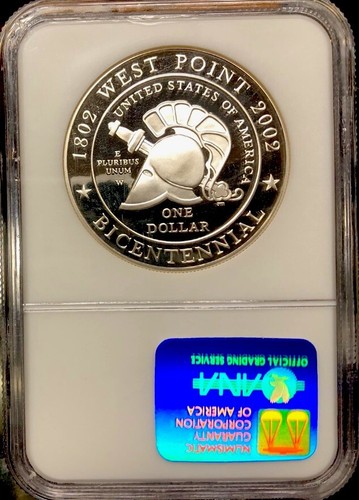 1802 WEST POINT 2002
UNITED STATES OF AMERICA
E
PLURIBUS
UNUM
W
ONE
DOLLAR
BICENTENNIAL
NUMISMATIC
GUARANTY
CORPORATION
OF AMERICA
ANA
OFFICIAL GRADING SERVICE